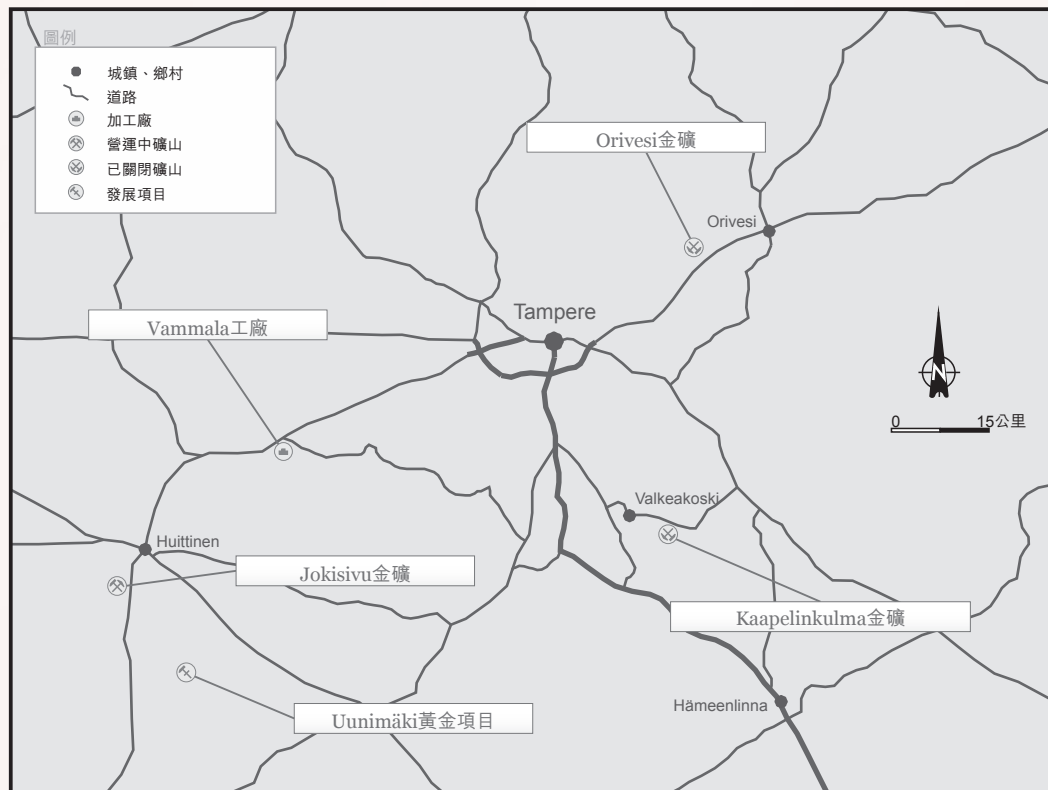 圖例
城鎮、鄉村
道路
加工廠
營運中礦山
已關閉礦山
發展項目
Orivesi金礦
Orivesi
Tampere
Vammala工廠
N
0 15公里
Valkeakoski
Huittinen
Jokisivu金礦
Kaapelinkulma金礦
Hämeenlinna
Uunimäki黃金項目